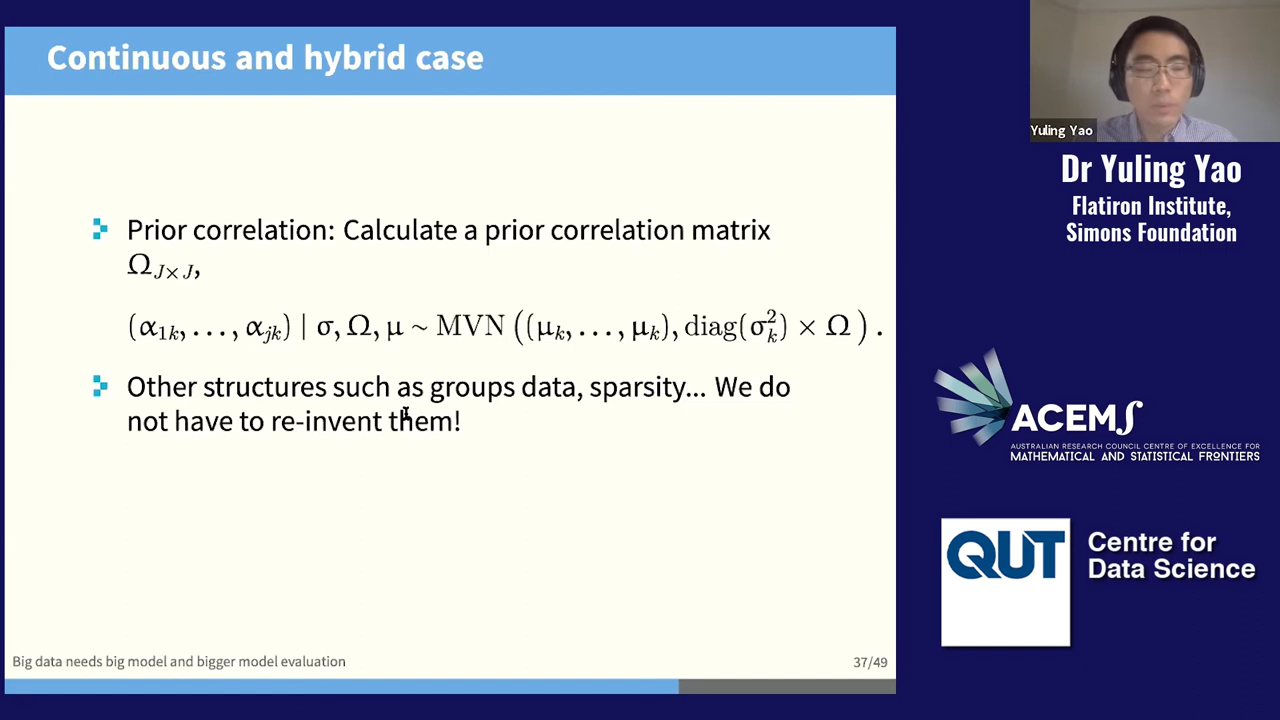 Continuous and hybrid case
Prior correlation: Calculate a prior correlation matrix
Ω_{J×J},
(α_{1k}, . . . , α_{jk}) | σ, Ω, μ ~ MVN ((μ_k, . . . , μ_k), diag(σ_k^2) × Ω ) .
Other structures such as groups data, sparsity... We do
not have to re-invent them!
Big data needs big model and bigger model evaluation
37/49
Yuling Yao
Dr Yuling Yao
Flatiron Institute,
Simons Foundation
ACEMS
AUSTRALIAN RESEARCH COUNCIL CENTRE OF EXCELLENCE FOR
MATHEMATICAL AND STATISTICAL FRONTIERS
QUT
Centre for
Data Science